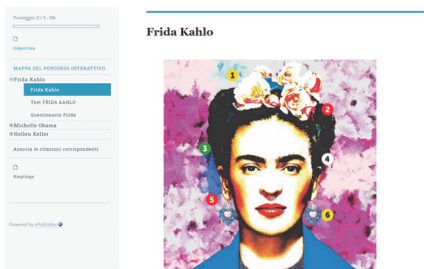 Punteggio 0 / 2 - 0%
Copertina
MAPPA DEL PERCORSO INTERATTIVO
Frida Kahlo
Frida Kahlo
Test FRIDA KAHLO
Questionario Frida
Michelle Obama
Hellen Keller
Associa le citazioni corrispondenti
Riepilogo
Powered by ePubEditor
Frida Kahlo
1
2
3
4
5
6